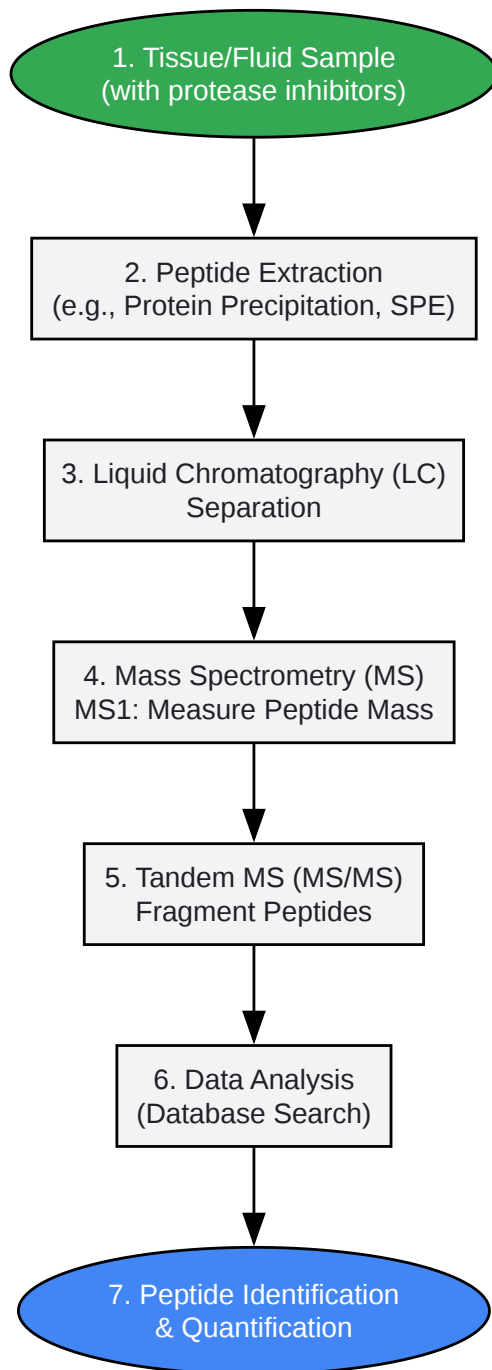 1. Tissue/Fluid Sample
(with protease inhibitors)
2. Peptide Extraction
(e.g., Protein Precipitation, SPE)
3. Liquid Chromatography (LC)
Separation
4. Mass Spectrometry (MS)
MS1: Measure Peptide Mass
5. Tandem MS (MS/MS)
Fragment Peptides
6. Data Analysis
(Database Search)
7. Peptide Identification
& Quantification